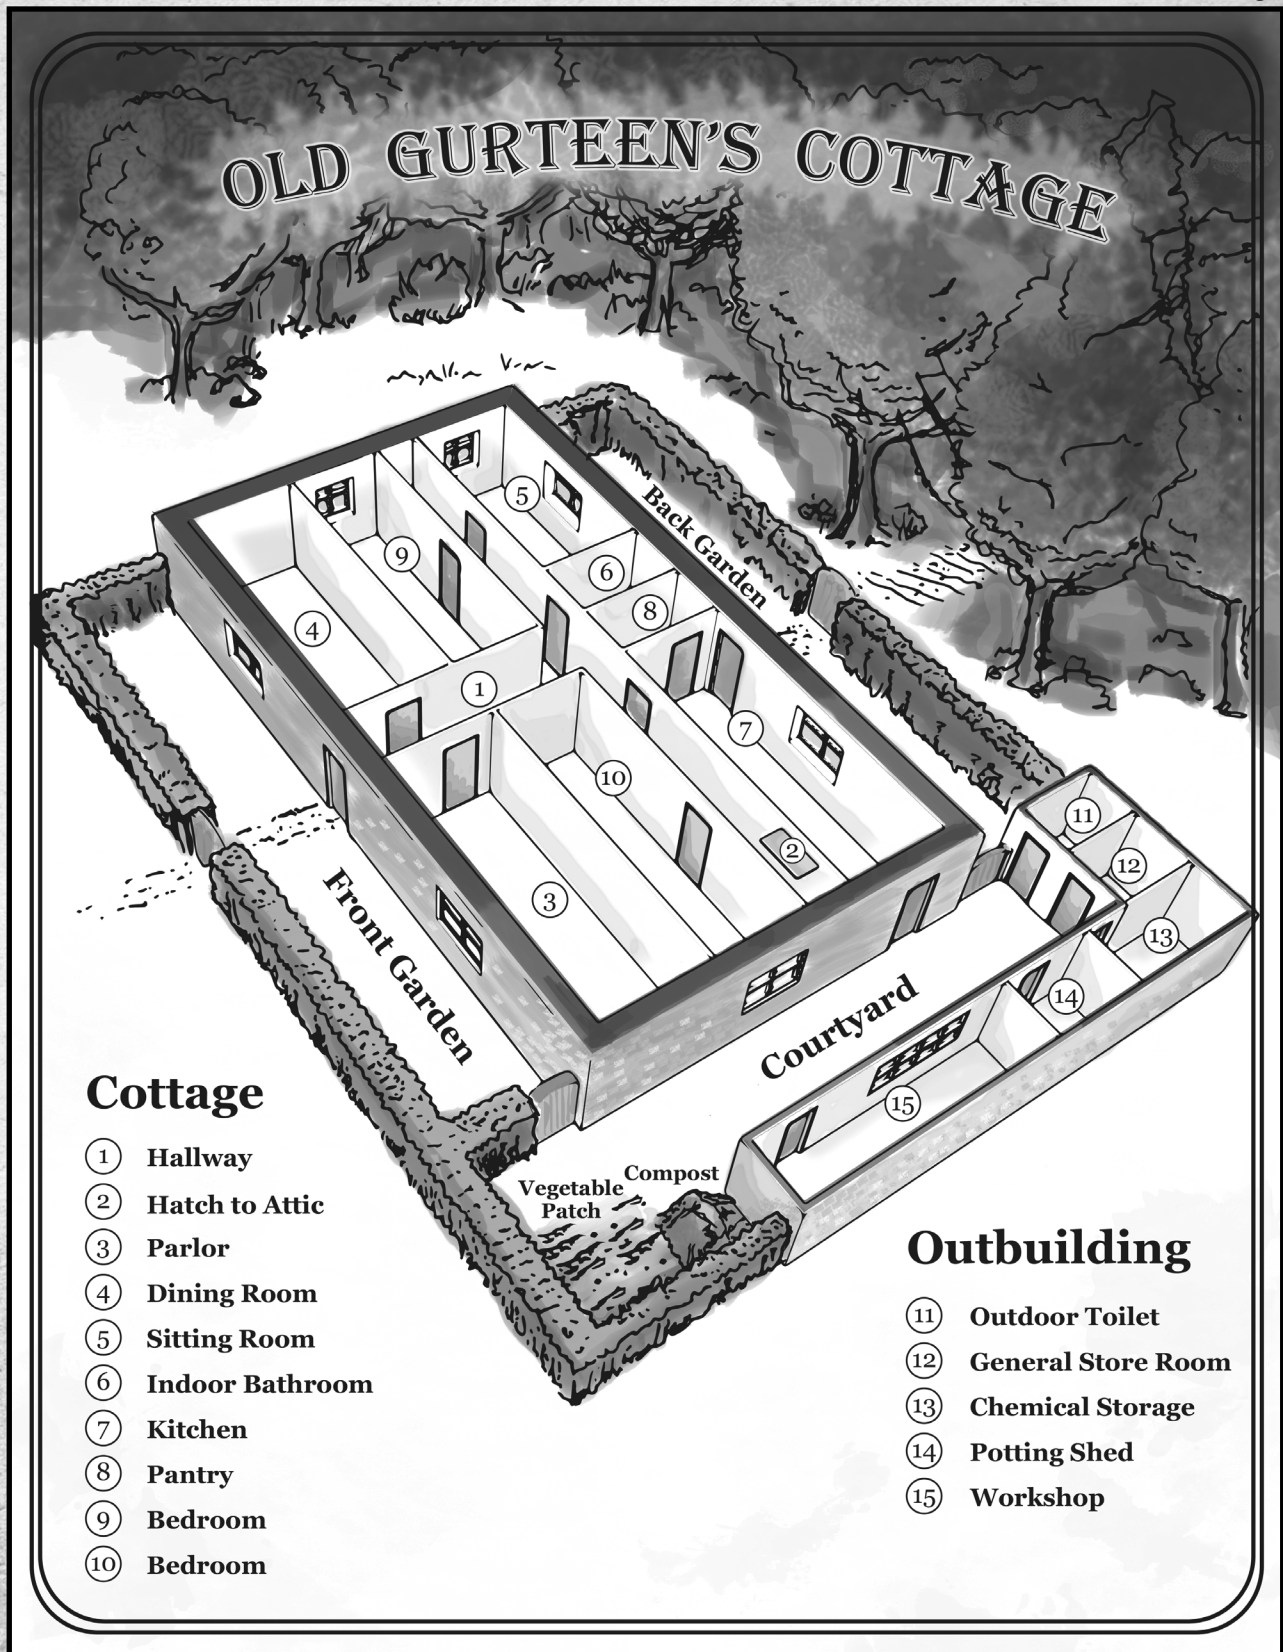 OLD GURTEEN'S COTTAGE
5
Back Garden
9
6
4
8
1
7
10
11
2
12
3
13
Front Garden
14
Courtyard
15
Cottage
Compost
Vegetable
Patch
1 Hallway
2 Hatch to Attic
3 Parlor
4 Dining Room
5 Sitting Room
6 Indoor Bathroom
7 Kitchen
8 Pantry
9 Bedroom
10 Bedroom
Outbuilding
11 Outdoor Toilet
12 General Store Room
13 Chemical Storage
14 Potting Shed
15 Workshop